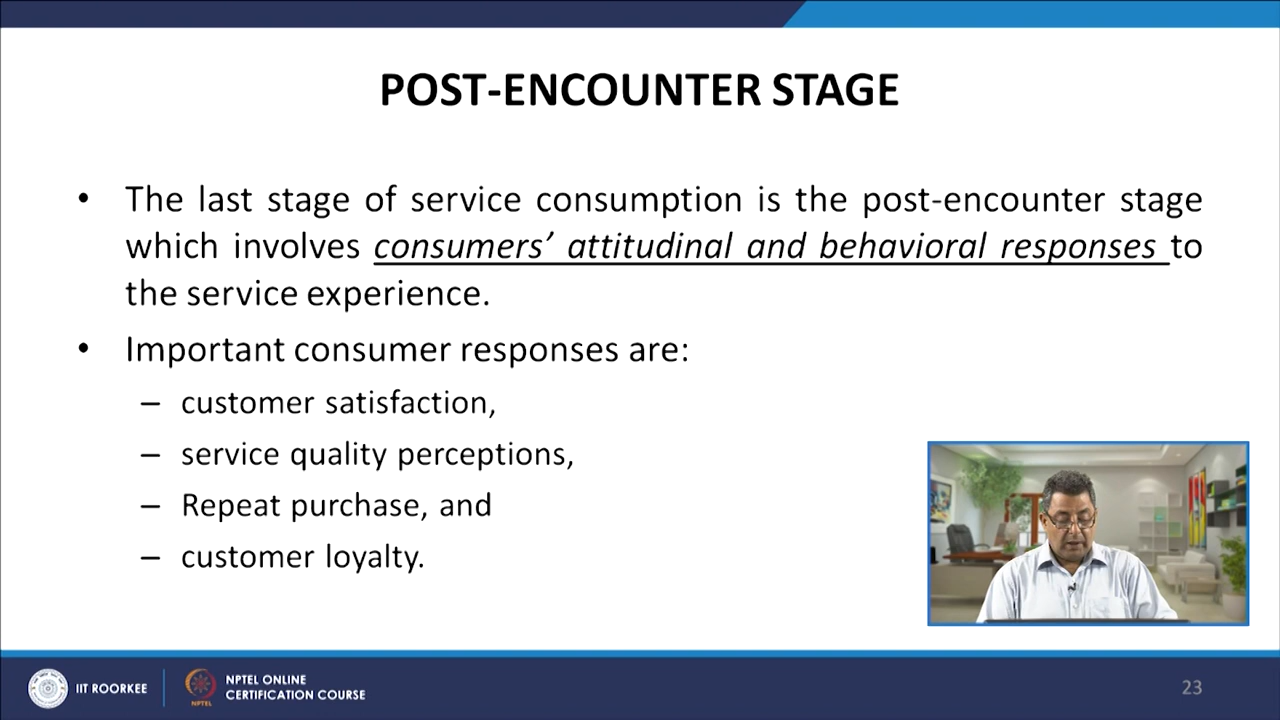 POST-ENCOUNTER STAGE
• The last stage of service consumption is the post-encounter stage
which involves consumers’ attitudinal and behavioral responses to
the service experience.
• Important consumer responses are:
– customer satisfaction,
– service quality perceptions,
– Repeat purchase, and
– customer loyalty.
IIT ROORKEE
NPTEL
NPTEL ONLINE
CERTIFICATION COURSE
23